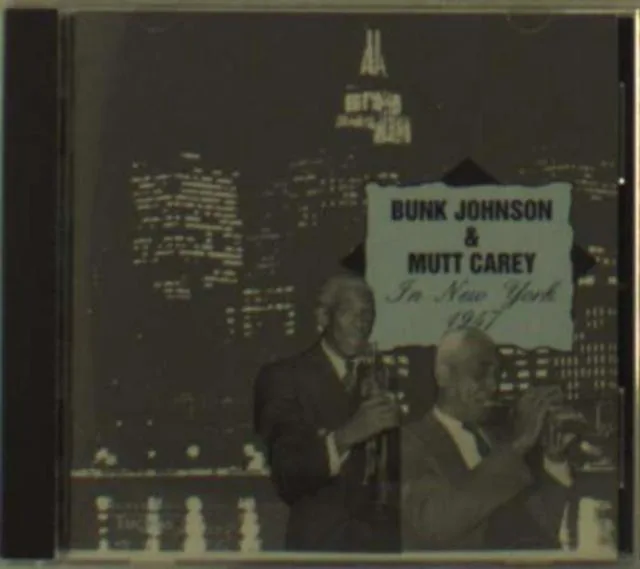 BUNK JOHNSON
&
MUTT CAREY
In New York
1947